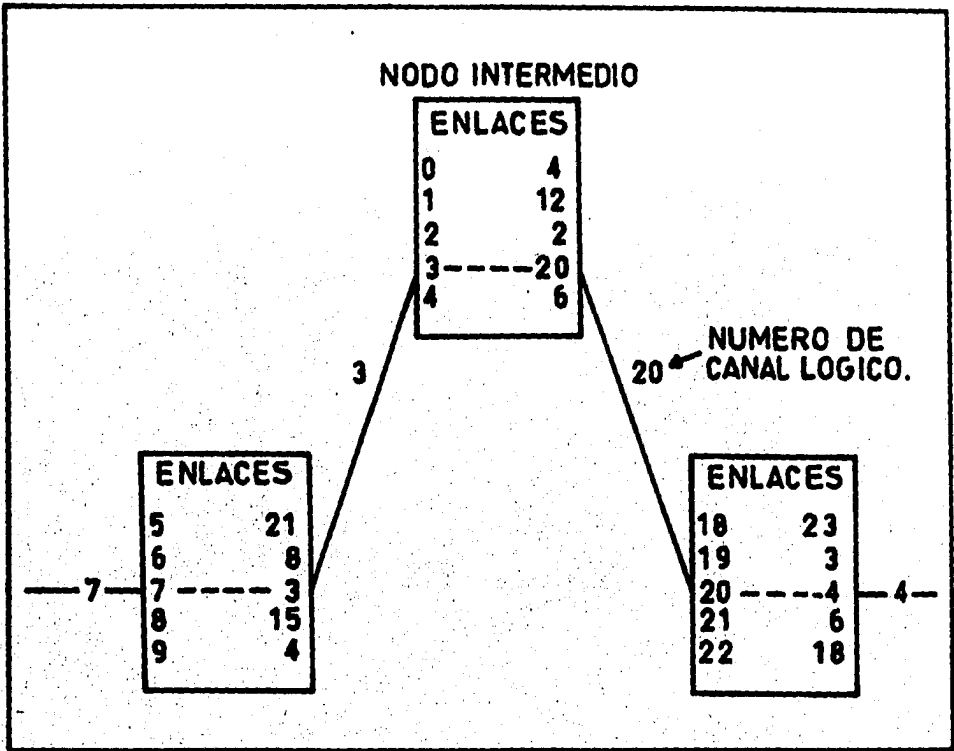 NODO INTERMEDIO
ENLACES
0 4
1 12
2 2
3-----20
4 6
3
20
NUMERO DE
CANAL LOGICO.
ENLACES
5 21
6 8
7 7 ---- 3
8 15
9 4
ENLACES
18 23
19 3
20 ----4 4
21 6
22 18